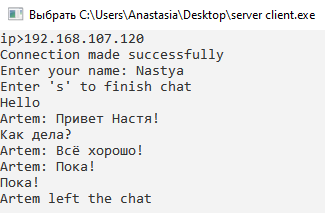 Выбрать C:\Users\Anastasia\Desktop\server client.exe
ip>192.168.107.120
Connection made successfully
Enter your name: Nastya
Enter 's' to finish chat
Hello
Artem: Привет Настя!
Как дела?
Artem: Всё хорошо!
Artem: Пока!
Пока!
Artem left the chat